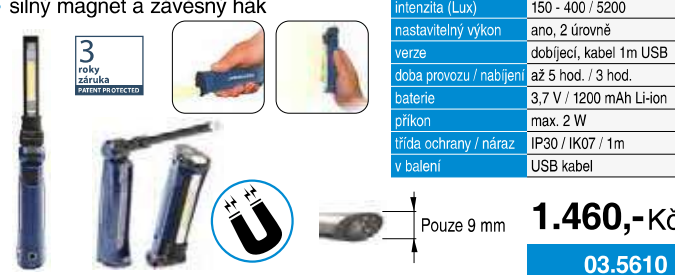 silný magnet a závěsný hák
3
roky
záruka
PATENT PROTECTED
intenzita (Lux) 150 - 400 / 5200
nastavitelný výkon ano, 2 úrovně
verze dobíjecí, kabel 1m USB
doba provozu / nabíjení až 5 hod. / 3 hod.
baterie 3,7 V / 1200 mAh Li-ion
příkon max. 2 W
třída ochrany / náraz IP30 / IK07 / 1m
v balení USB kabel
Pouze 9 mm
1.460,- Kč
03.5610